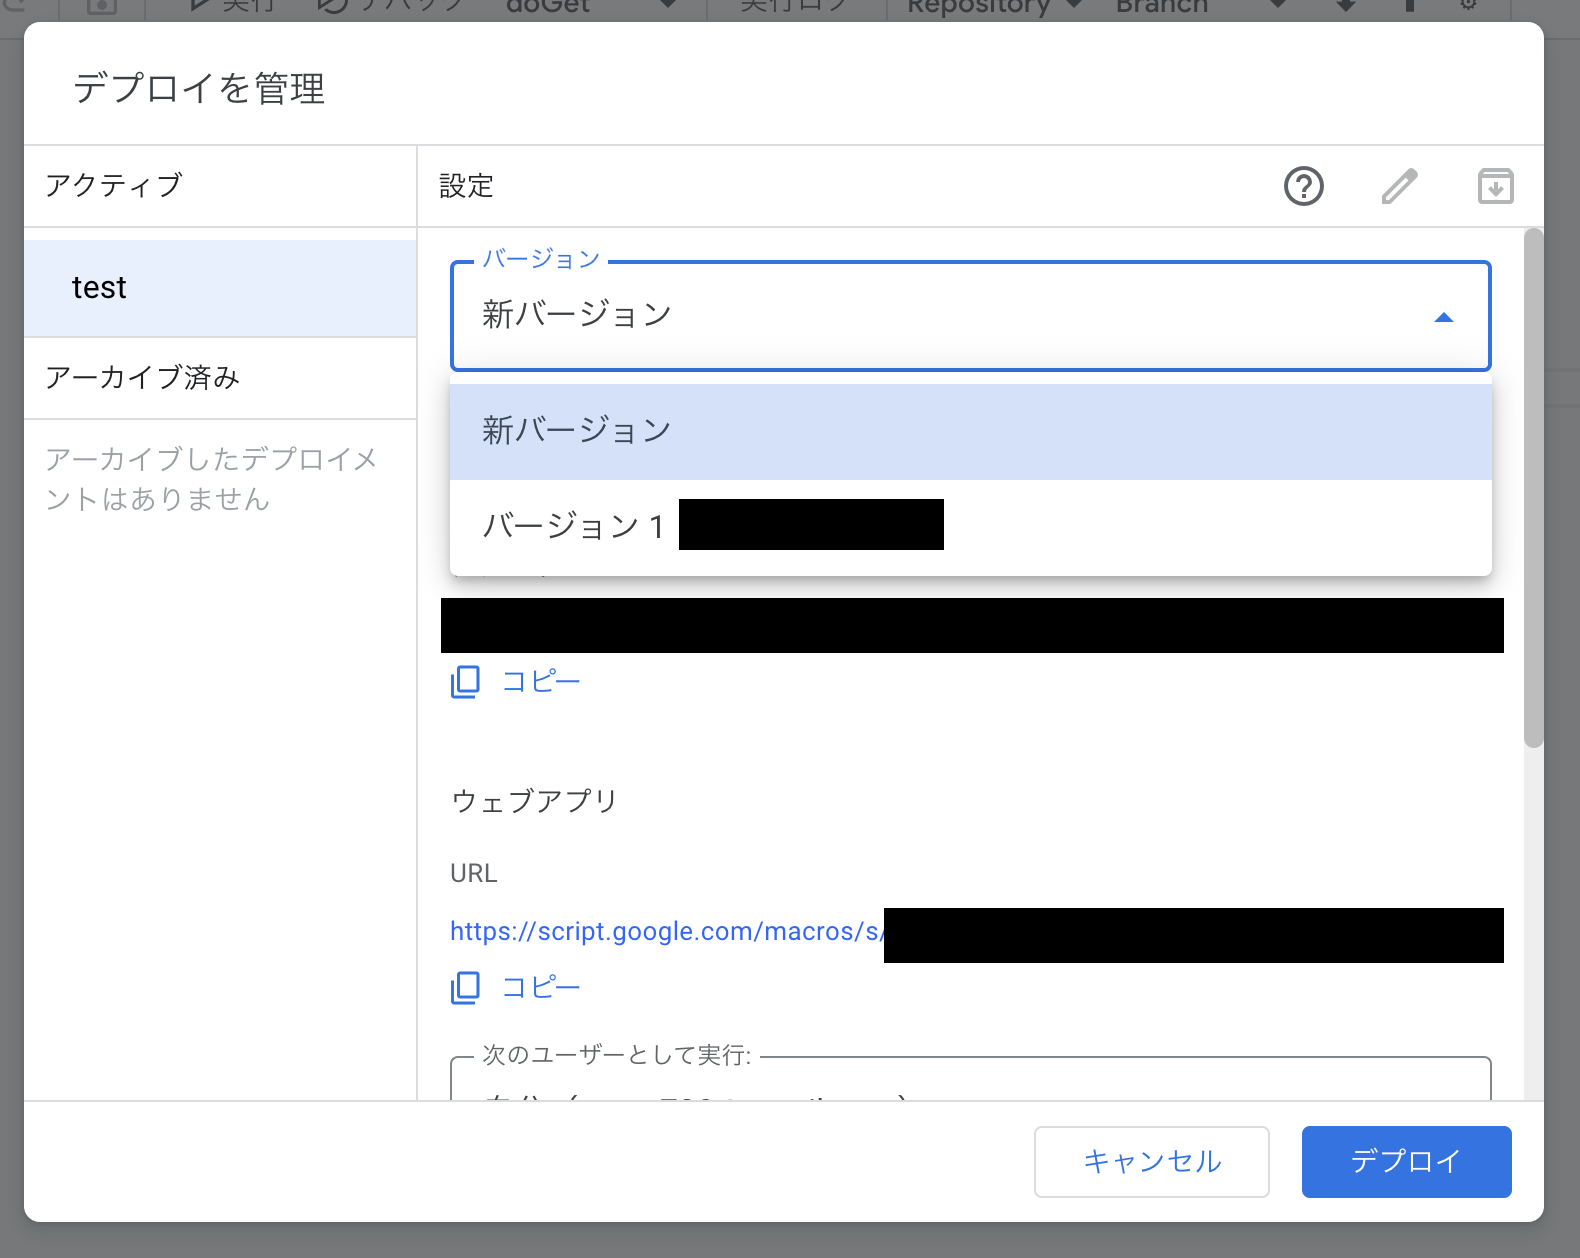 実行 デバッグ doGet 実行ログ Repository Branch
デプロイを管理
アクティブ
設定
test
バージョン
新バージョン
新バージョン
バージョン 1
アーカイブ済み
アーカイブしたデプロイメ
ントはありません
コピー
ウェブアプリ
URL
https://script.google.com/macros/s/
コピー
次のユーザーとして実行:
キャンセル
デプロイ